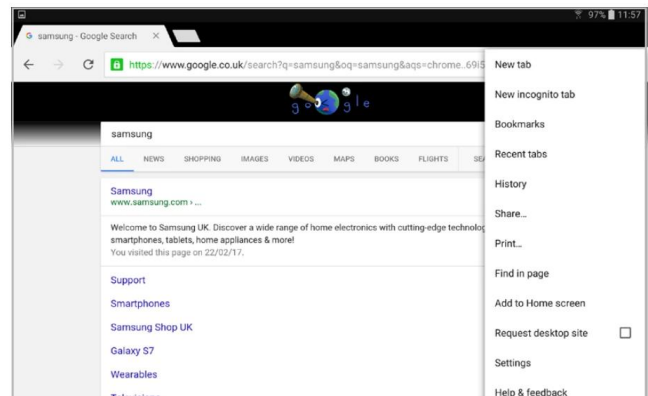 97% 11:57
samsung - Google Search
https://www.google.co.uk/search?q=samsung&oq=samsung&aqs=chrome..69i5
google
samsung
ALL NEWS SHOPPING IMAGES VIDEOS MAPS BOOKS FLIGHTS
Samsung
www.samsung.com › ...
Welcome to Samsung UK. Discover a wide range of home electronics with cutting-edge technolog
smartphones, tablets, home appliances & more!
You visited this page on 22/02/17.
Support
Smartphones
Samsung Shop UK
Galaxy S7
Wearables
New tab
New incognito tab
Bookmarks
Recent tabs
History
Share...
Print...
Find in page
Add to Home screen
Request desktop site
Settings
Help & feedback